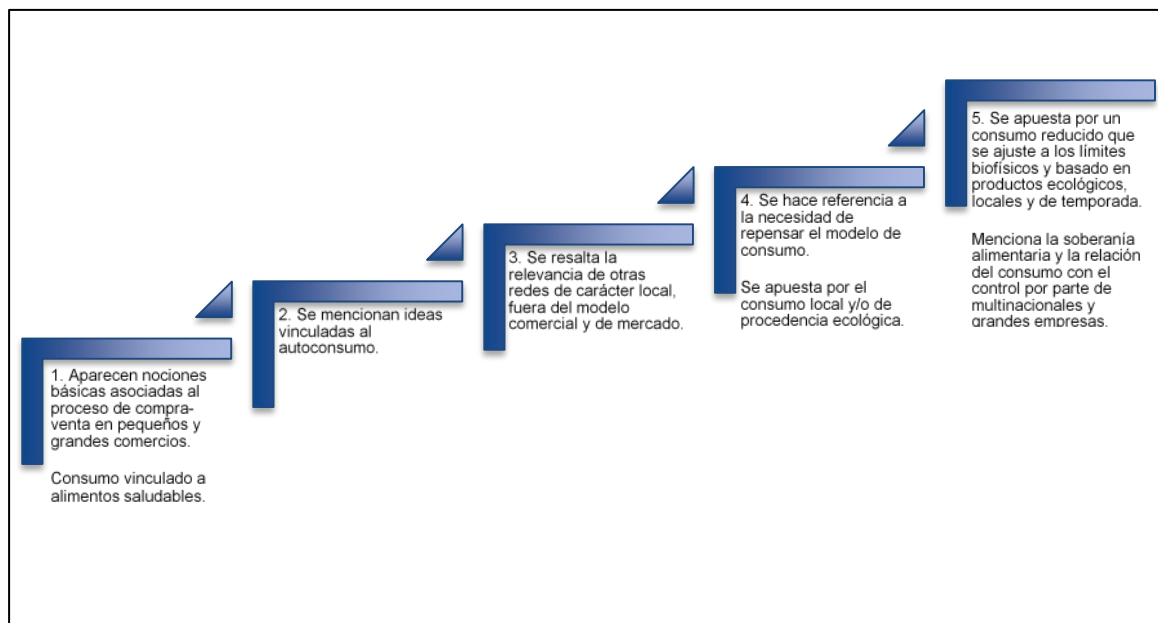 1. Aparecen nociones
básicas asociadas al
proceso de compra-
venta en pequeños y
grandes comercios.
Consumo vinculado a
alimentos saludables.
2. Se mencionan ideas
vinculadas al
autoconsumo.
3. Se resalta la
relevancia de otras
redes de carácter local,
fuera del modelo
comercial y de mercado.
4. Se hace referencia a
la necesidad de
repensar el modelo de
consumo.
Se apuesta por el
consumo local y/o de
procedencia ecológica.
5. Se apuesta por un
consumo reducido que
se ajuste a los límites
biofísicos y basado en
productos ecológicos,
locales y de temporada.
Menciona la soberanía
alimentaria y la relación
del consumo con el
control por parte de
multinacionales y
grandes empresas.